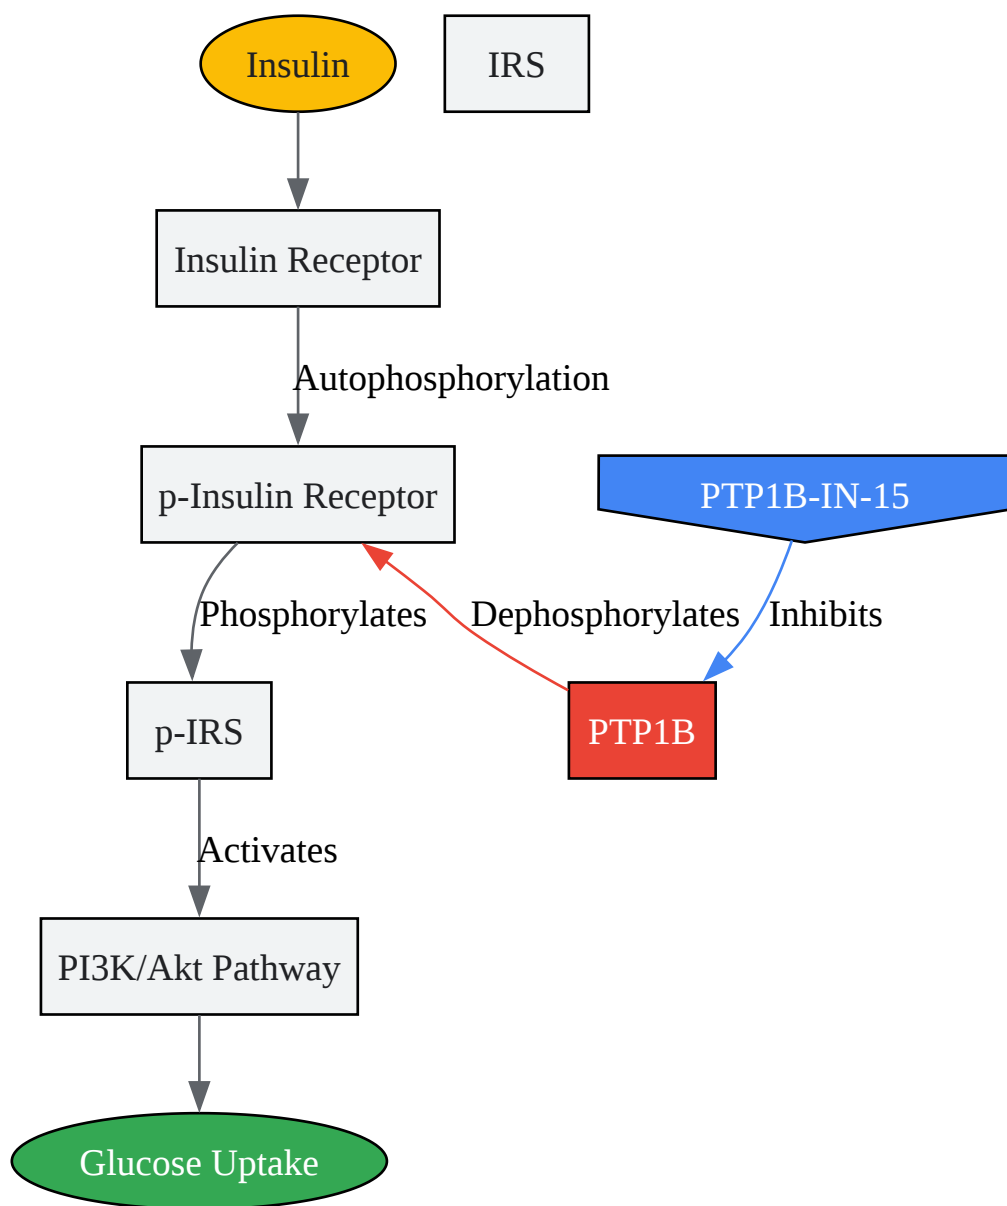 Insulin
IRS
Insulin Receptor
Autophosphorylation
p-Insulin Receptor
PTP1B-IN-15
Phosphorylates
Dephosphorylates
Inhibits
p-IRS
PTP1B
Activates
PI3K/Akt Pathway
Glucose Uptake